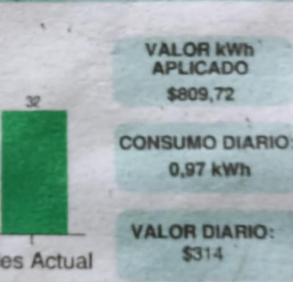 VALOR kWh
APLICADO
$809,72
32
CONSUMO DIARIO:
0,97 kWh
VALOR DIARIO:
$314
es Actual